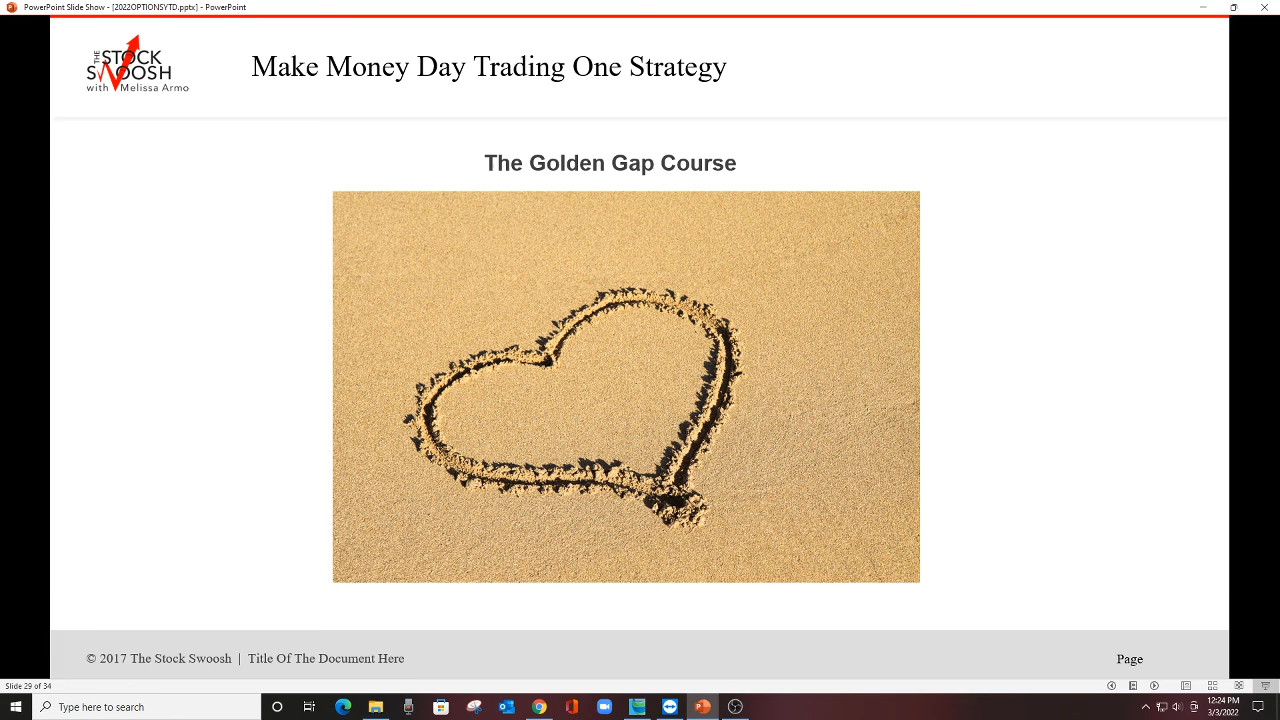 PowerPoint Slide Show - [2022OPTIONSYTD.pptx] - PowerPoint
THE STOCK
SWOOSH
with Melissa Armo
Make Money Day Trading One Strategy
The Golden Gap Course
© 2017 The Stock Swoosh | Title Of The Document Here
Page
Slide 29 of 34
Type here to search
12:24 PM
3/3/2022